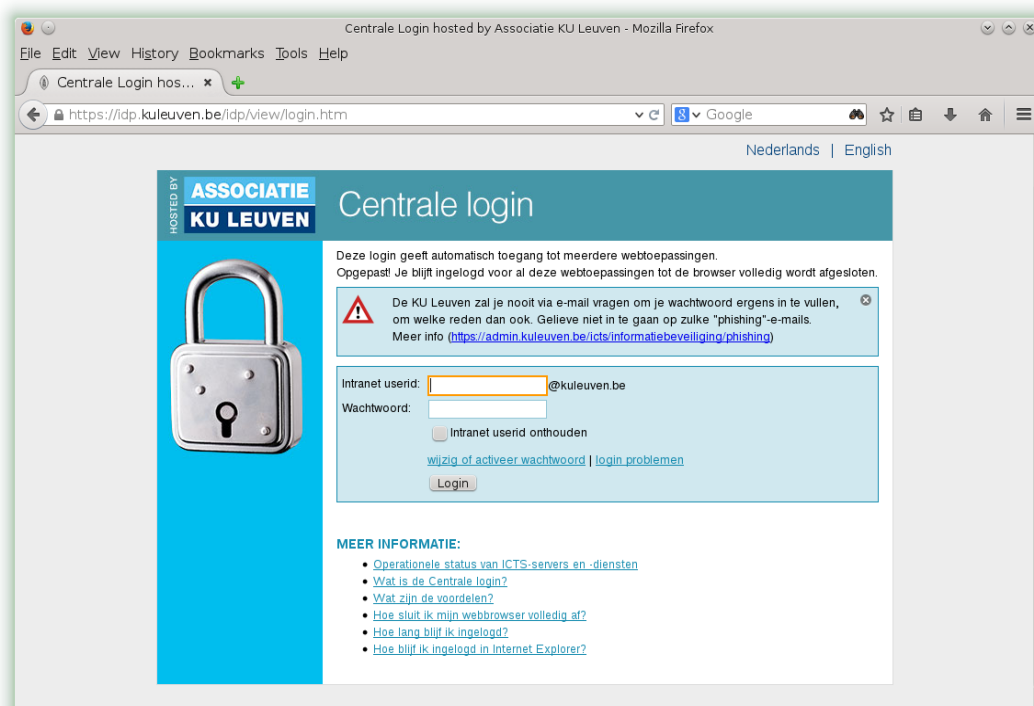 Centrale Login hosted by Associatie KU Leuven - Mozilla Firefox
File Edit View History Bookmarks Tools Help
Centrale Login hos...
https://idp.kuleuven.be/idp/view/login.htm
8 Google
Nederlands | English
HOSTED BY
ASSOCIATIE
KU LEUVEN
Centrale login
Deze login geeft automatisch toegang tot meerdere webtoepassingen.
Opgepast! Je blijft ingelogd voor al deze webtoepassingen tot de browser volledig wordt afgesloten.
De KU Leuven zal je nooit via e-mail vragen om je wachtwoord ergens in te vullen,
om welke reden dan ook. Gelieve niet in te gaan op zulke "phishing"-e-mails.
Meer info (https://admin.kuleuven.be/icts/informatiebeveiliging/phishing)
Intranet userid: @kuleuven.be
Wachtwoord:
Intranet userid onthouden
wijzig of activeer wachtwoord | login problemen
Login
MEER INFORMATIE:
• Operationele status van ICTS-servers en -diensten
• Wat is de Centrale login?
• Wat zijn de voordelen?
• Hoe sluit ik mijn webbrowser volledig af?
• Hoe lang blijf ik ingelogd?
• Hoe blijf ik ingelogd in Internet Explorer?